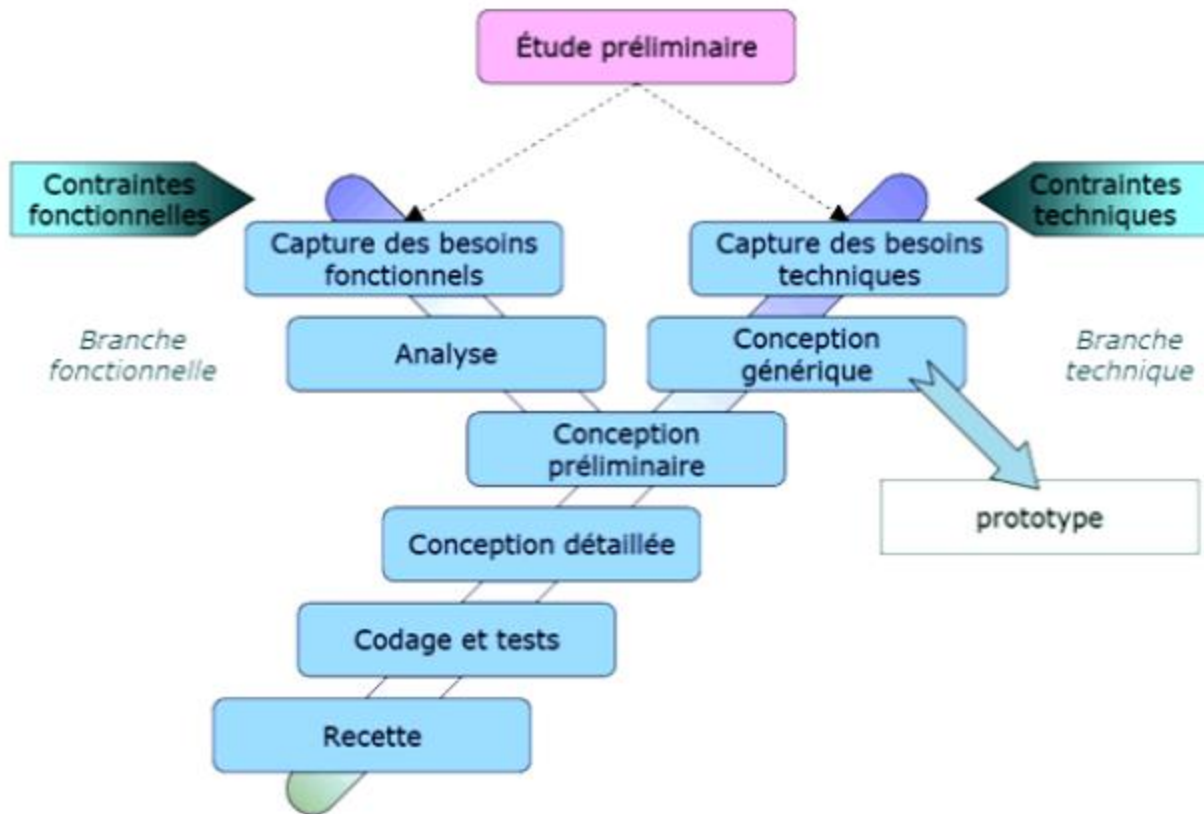 Étude préliminaire
Contraintes
fonctionnelles
Contraintes
techniques
Capture des besoins
fonctionnels
Capture des besoins
techniques
Branche
fonctionnelle
Analyse
Conception
générique
Branche
technique
Conception
préliminaire
prototype
Conception détaillée
Codage et tests
Recette